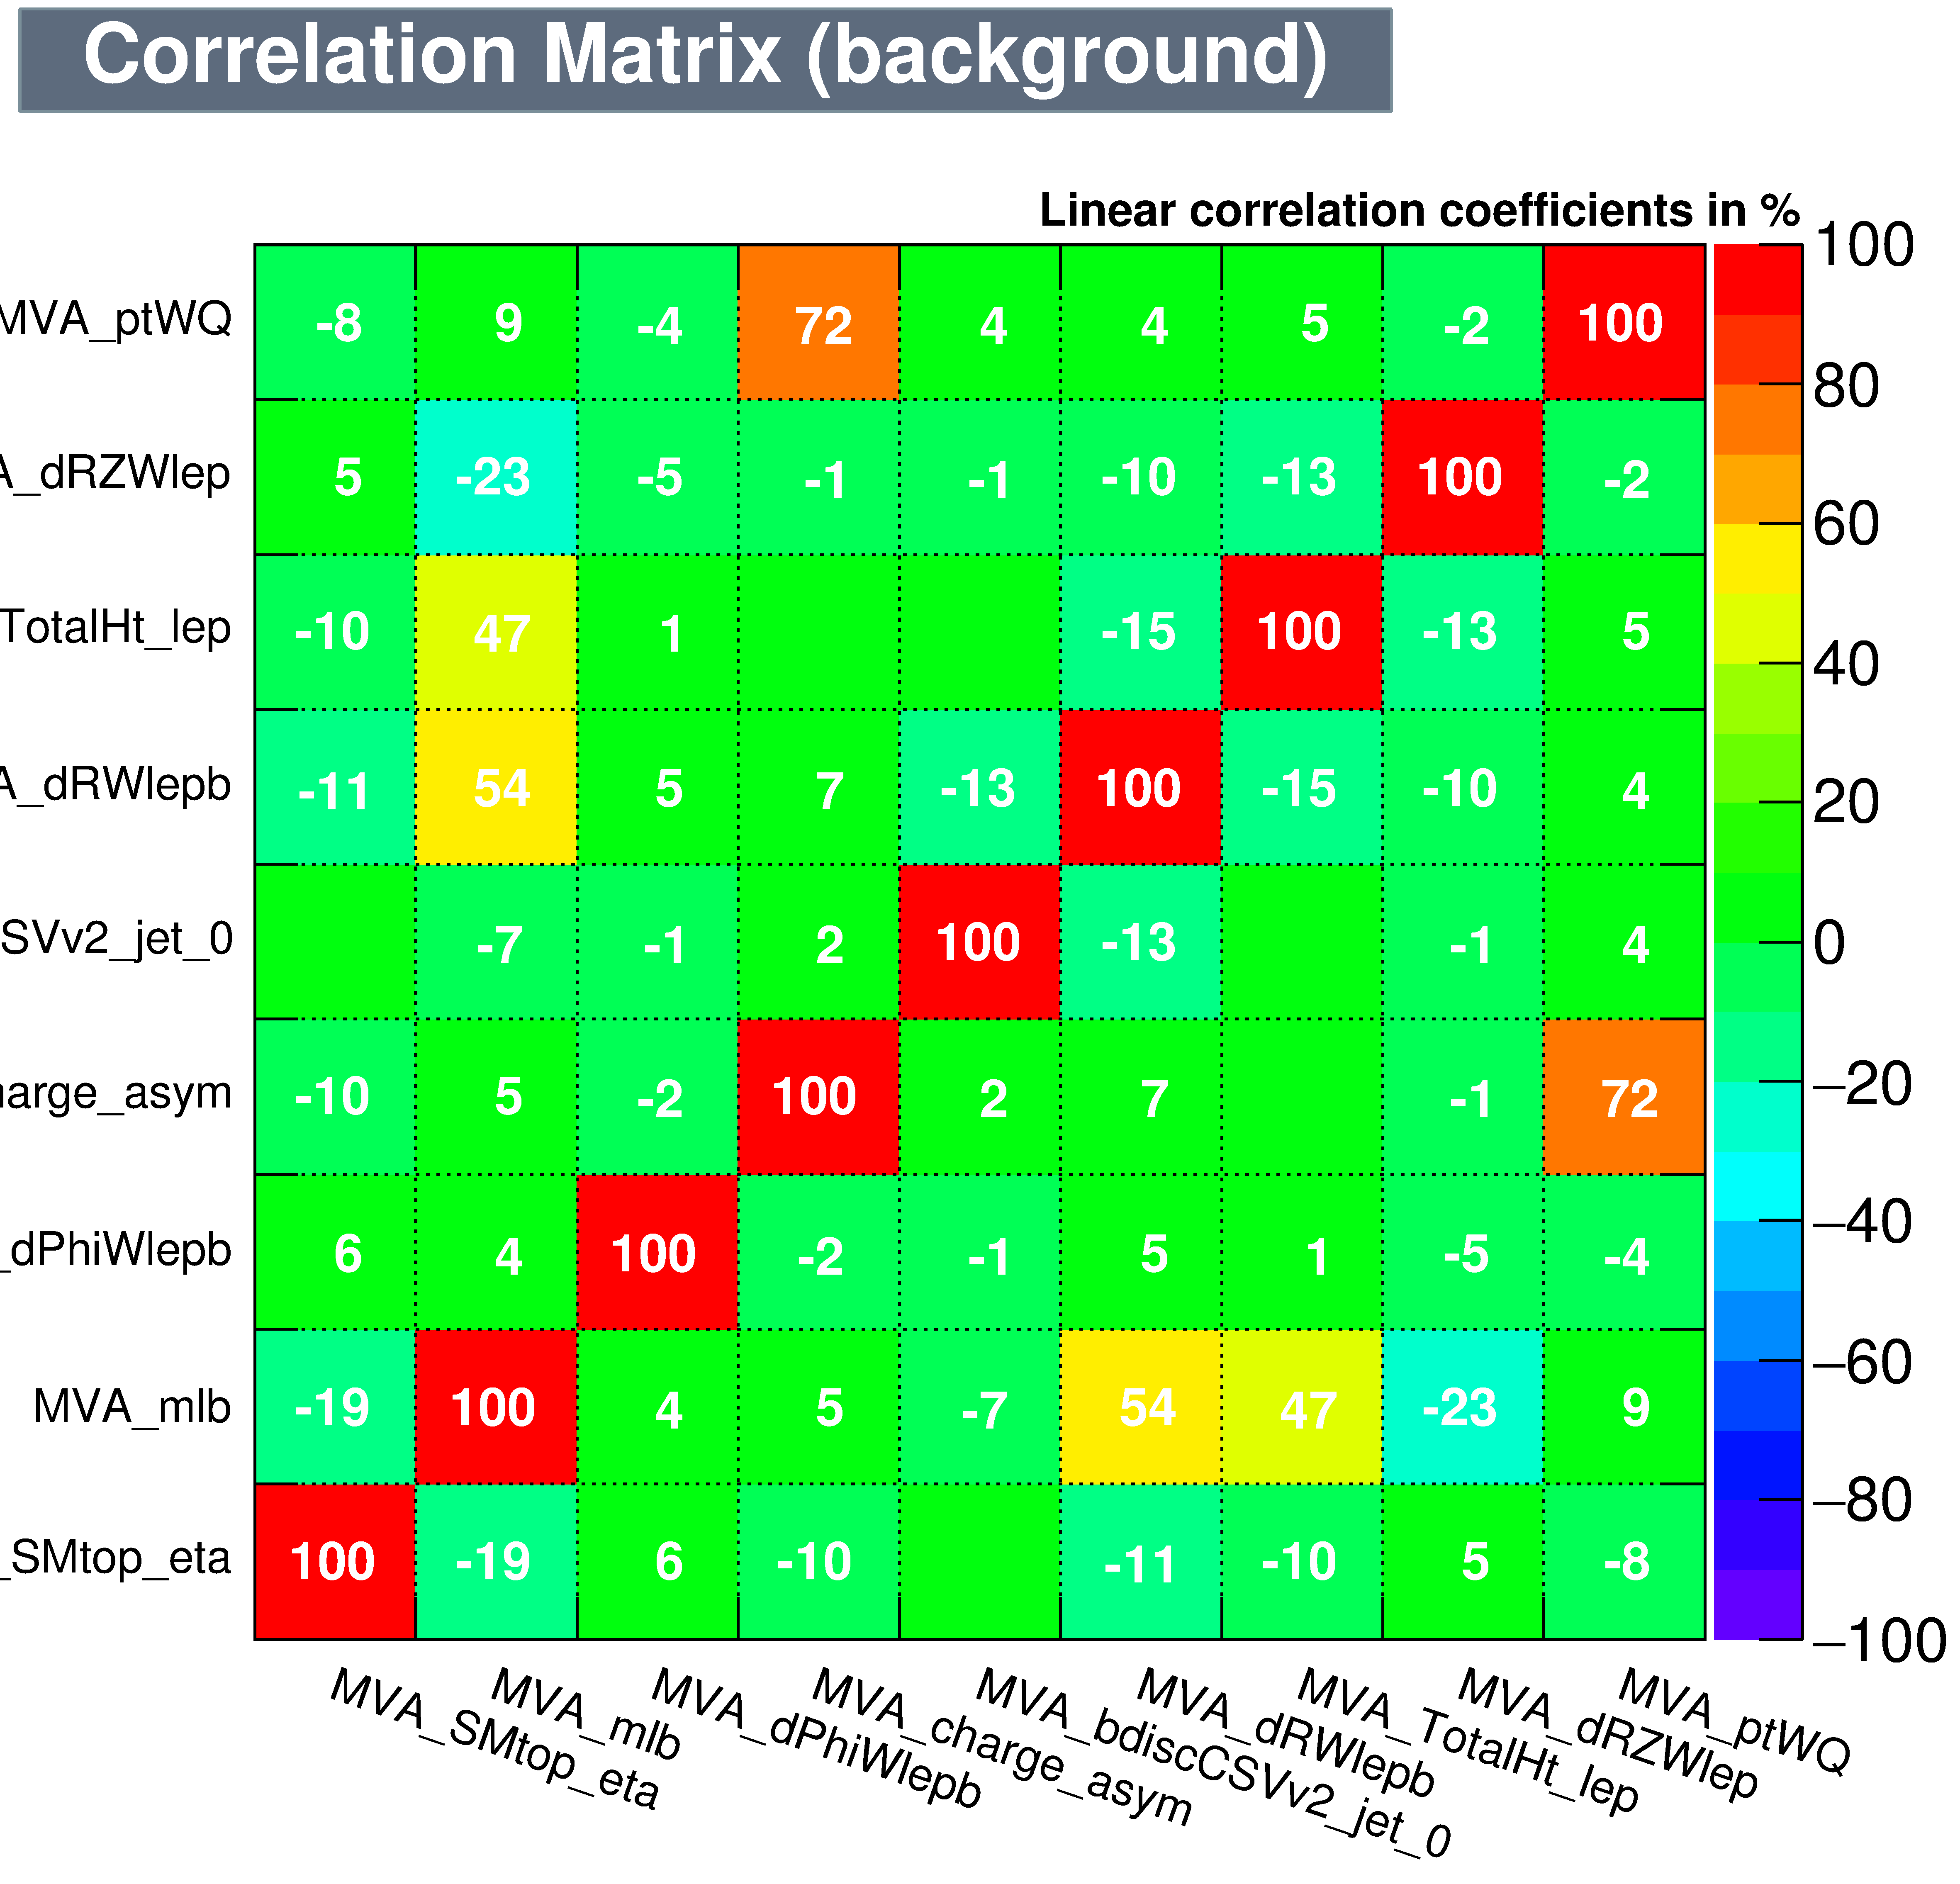 Correlation Matrix (background)
Linear correlation coefficients in %
100
MVA_ptWQ -8 9 -4 72 4 4 5 -2 100
80
A_dRZWlep 5 -23 -5 -1 -1 -10 -13 100 -2
60
TotalHt_lep -10 47 1 -15 100 -13 5
40
A_dRWlepb -11 54 5 7 -13 100 -15 -10 4
20
SVv2_jet_0 -7 -1 2 100 -13 -1 4
0
harge_asym -10 5 -2 100 2 7 -1 72
−20
_dPhiWlepb 6 4 100 -2 -1 5 1 -5 -4
−40
−60
MVA_mlb -19 100 4 5 -7 54 47 -23 9
−80
_SMtop_eta 100 -19 6 -10 -11 -10 5 -8
−100
MVA_SMtop_eta
MVA_mlb
MVA_dPhiWlepb
MVA_charge_asym
MVA_bdiscCSVv2_jet_0
MVA_dRWlepb
MVA_TotalHt_lep
MVA_dRZWlep
MVA_ptWQ